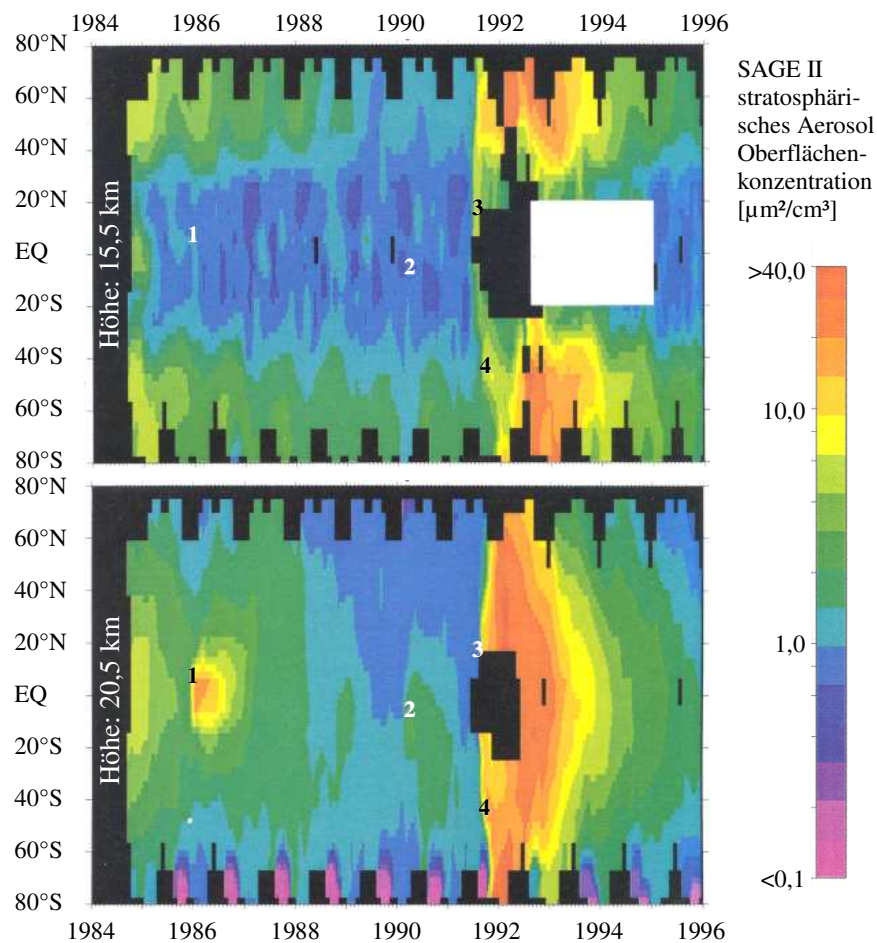 1984 1986 1988 1990 1992 1994 1996
80°N
60°N
40°N
20°N
EQ
20°S
40°S
60°S
80°S
Höhe: 15,5 km
1
2
3
4
80°N
60°N
40°N
20°N
EQ
20°S
40°S
60°S
80°S
Höhe: 20,5 km
1
2
3
4
1984 1986 1988 1990 1992 1994 1996
SAGE II
stratosphäri-
sches Aerosol
Oberflächen-
konzentration
[µm²/cm³]
>40,0
10,0
1,0
<0,1